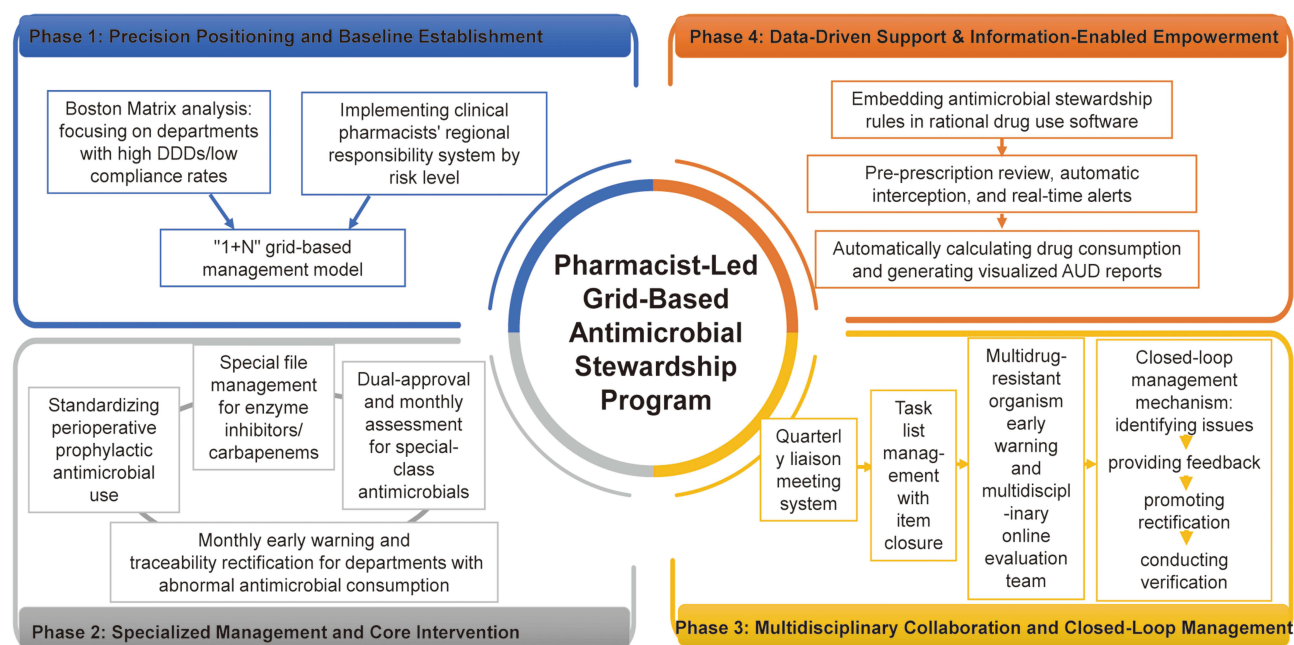 Phase 1: Precision Positioning and Baseline Establishment
Boston Matrix analysis:
focusing on departments
with high DDDs/low
compliance rates
Implementing clinical
pharmacists' regional
responsibility system by
risk level
"1+N" grid-based
management model
Phase 4: Data-Driven Support & Information-Enabled Empowerment
Embedding antimicrobial stewardship
rules in rational drug use software
Pre-prescription review, automatic
interception, and real-time alerts
Automatically calculating drug consumption
and generating visualized AUD reports
Pharmacist-Led
Grid-Based
Antimicrobial
Stewardship
Program
Standardizing
perioperative
prophylactic
antimicrobial
use
Special file
management
for enzyme
inhibitors/
carbapenems
Dual-approval
and monthly
assessment
for special-
class
antimicrobials
Monthly early warning and
traceability rectification for departments with
abnormal antimicrobial consumption
Phase 2: Specialized Management and Core Intervention
Quarterl
y liaison
meeting
system
Task
list
manag-
ement
with
item
closure
Multidrug-
resistant
organism
early
warning
and
multidiscipl
-inary
online
evaluation
team
Closed-loop
management
mechanism:
identifying issues
providing feedback
promoting
rectification
conducting
verification
Phase 3: Multidisciplinary Collaboration and Closed-Loop Management